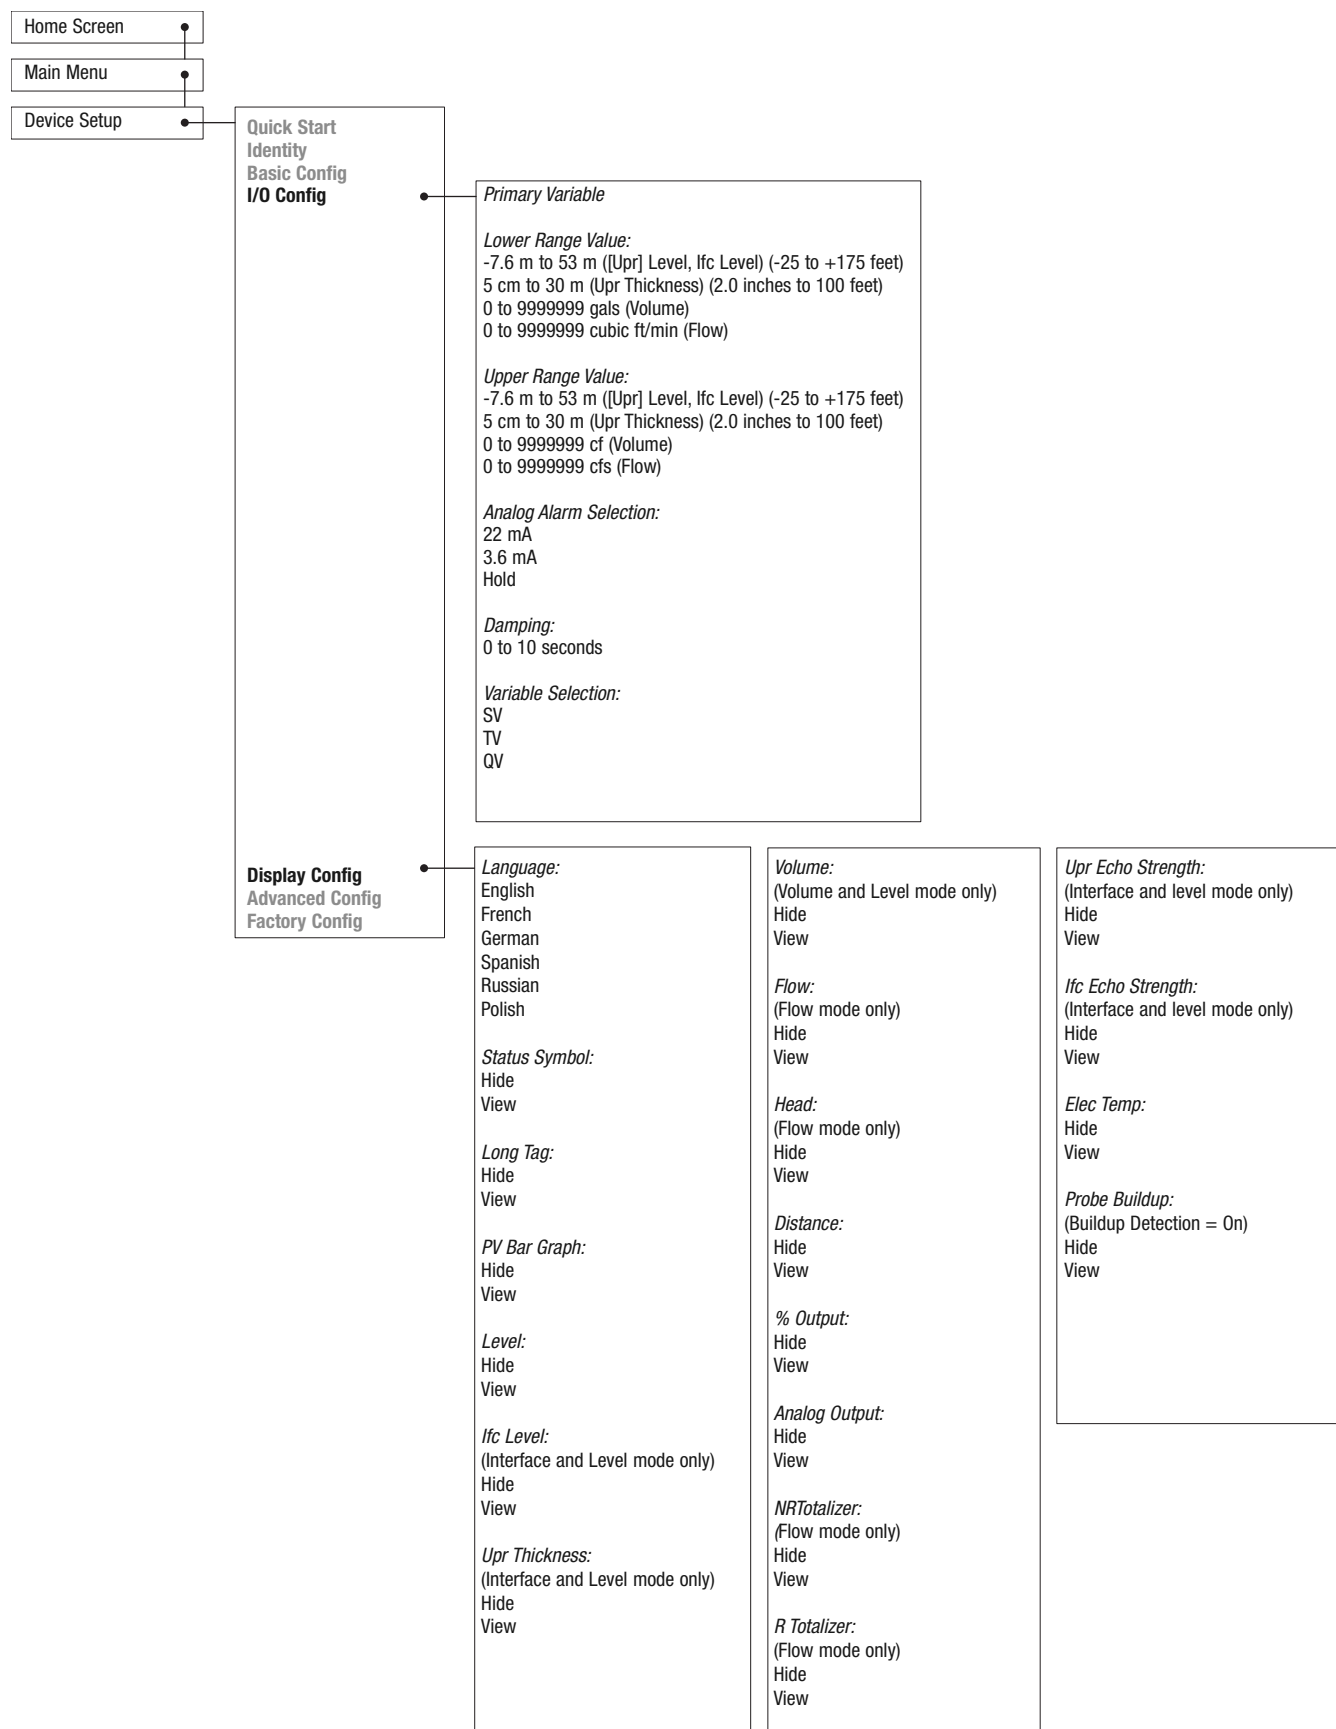 Home Screen
Main Menu
Device Setup
Quick Start
Identity
Basic Config
I/O Config
Primary Variable
Lower Range Value:
-7.6 m to 53 m ([Upr] Level, Ifc Level) (-25 to +175 feet)
5 cm to 30 m (Upr Thickness) (2.0 inches to 100 feet)
0 to 9999999 gals (Volume)
0 to 9999999 cubic ft/min (Flow)
Upper Range Value:
-7.6 m to 53 m ([Upr] Level, Ifc Level) (-25 to +175 feet)
5 cm to 30 m (Upr Thickness) (2.0 inches to 100 feet)
0 to 9999999 cf (Volume)
0 to 9999999 cfs (Flow)
Analog Alarm Selection:
22 mA
3.6 mA
Hold
Damping:
0 to 10 seconds
Variable Selection:
SV
TV
QV
Display Config
Advanced Config
Factory Config
Language:
English
French
German
Spanish
Russian
Polish
Status Symbol:
Hide
View
Long Tag:
Hide
View
PV Bar Graph:
Hide
View
Level:
Hide
View
Ifc Level:
(Interface and Level mode only)
Hide
View
Upr Thickness:
(Interface and Level mode only)
Hide
View
Volume:
(Volume and Level mode only)
Hide
View
Flow:
(Flow mode only)
Hide
View
Head:
(Flow mode only)
Hide
View
Distance:
Hide
View
% Output:
Hide
View
Analog Output:
Hide
View
NRTotalizer:
(Flow mode only)
Hide
View
R Totalizer:
(Flow mode only)
Hide
View
Upr Echo Strength:
(Interface and level mode only)
Hide
View
Ifc Echo Strength:
(Interface and level mode only)
Hide
View
Elec Temp:
Hide
View
Probe Buildup:
(Buildup Detection = On)
Hide
View